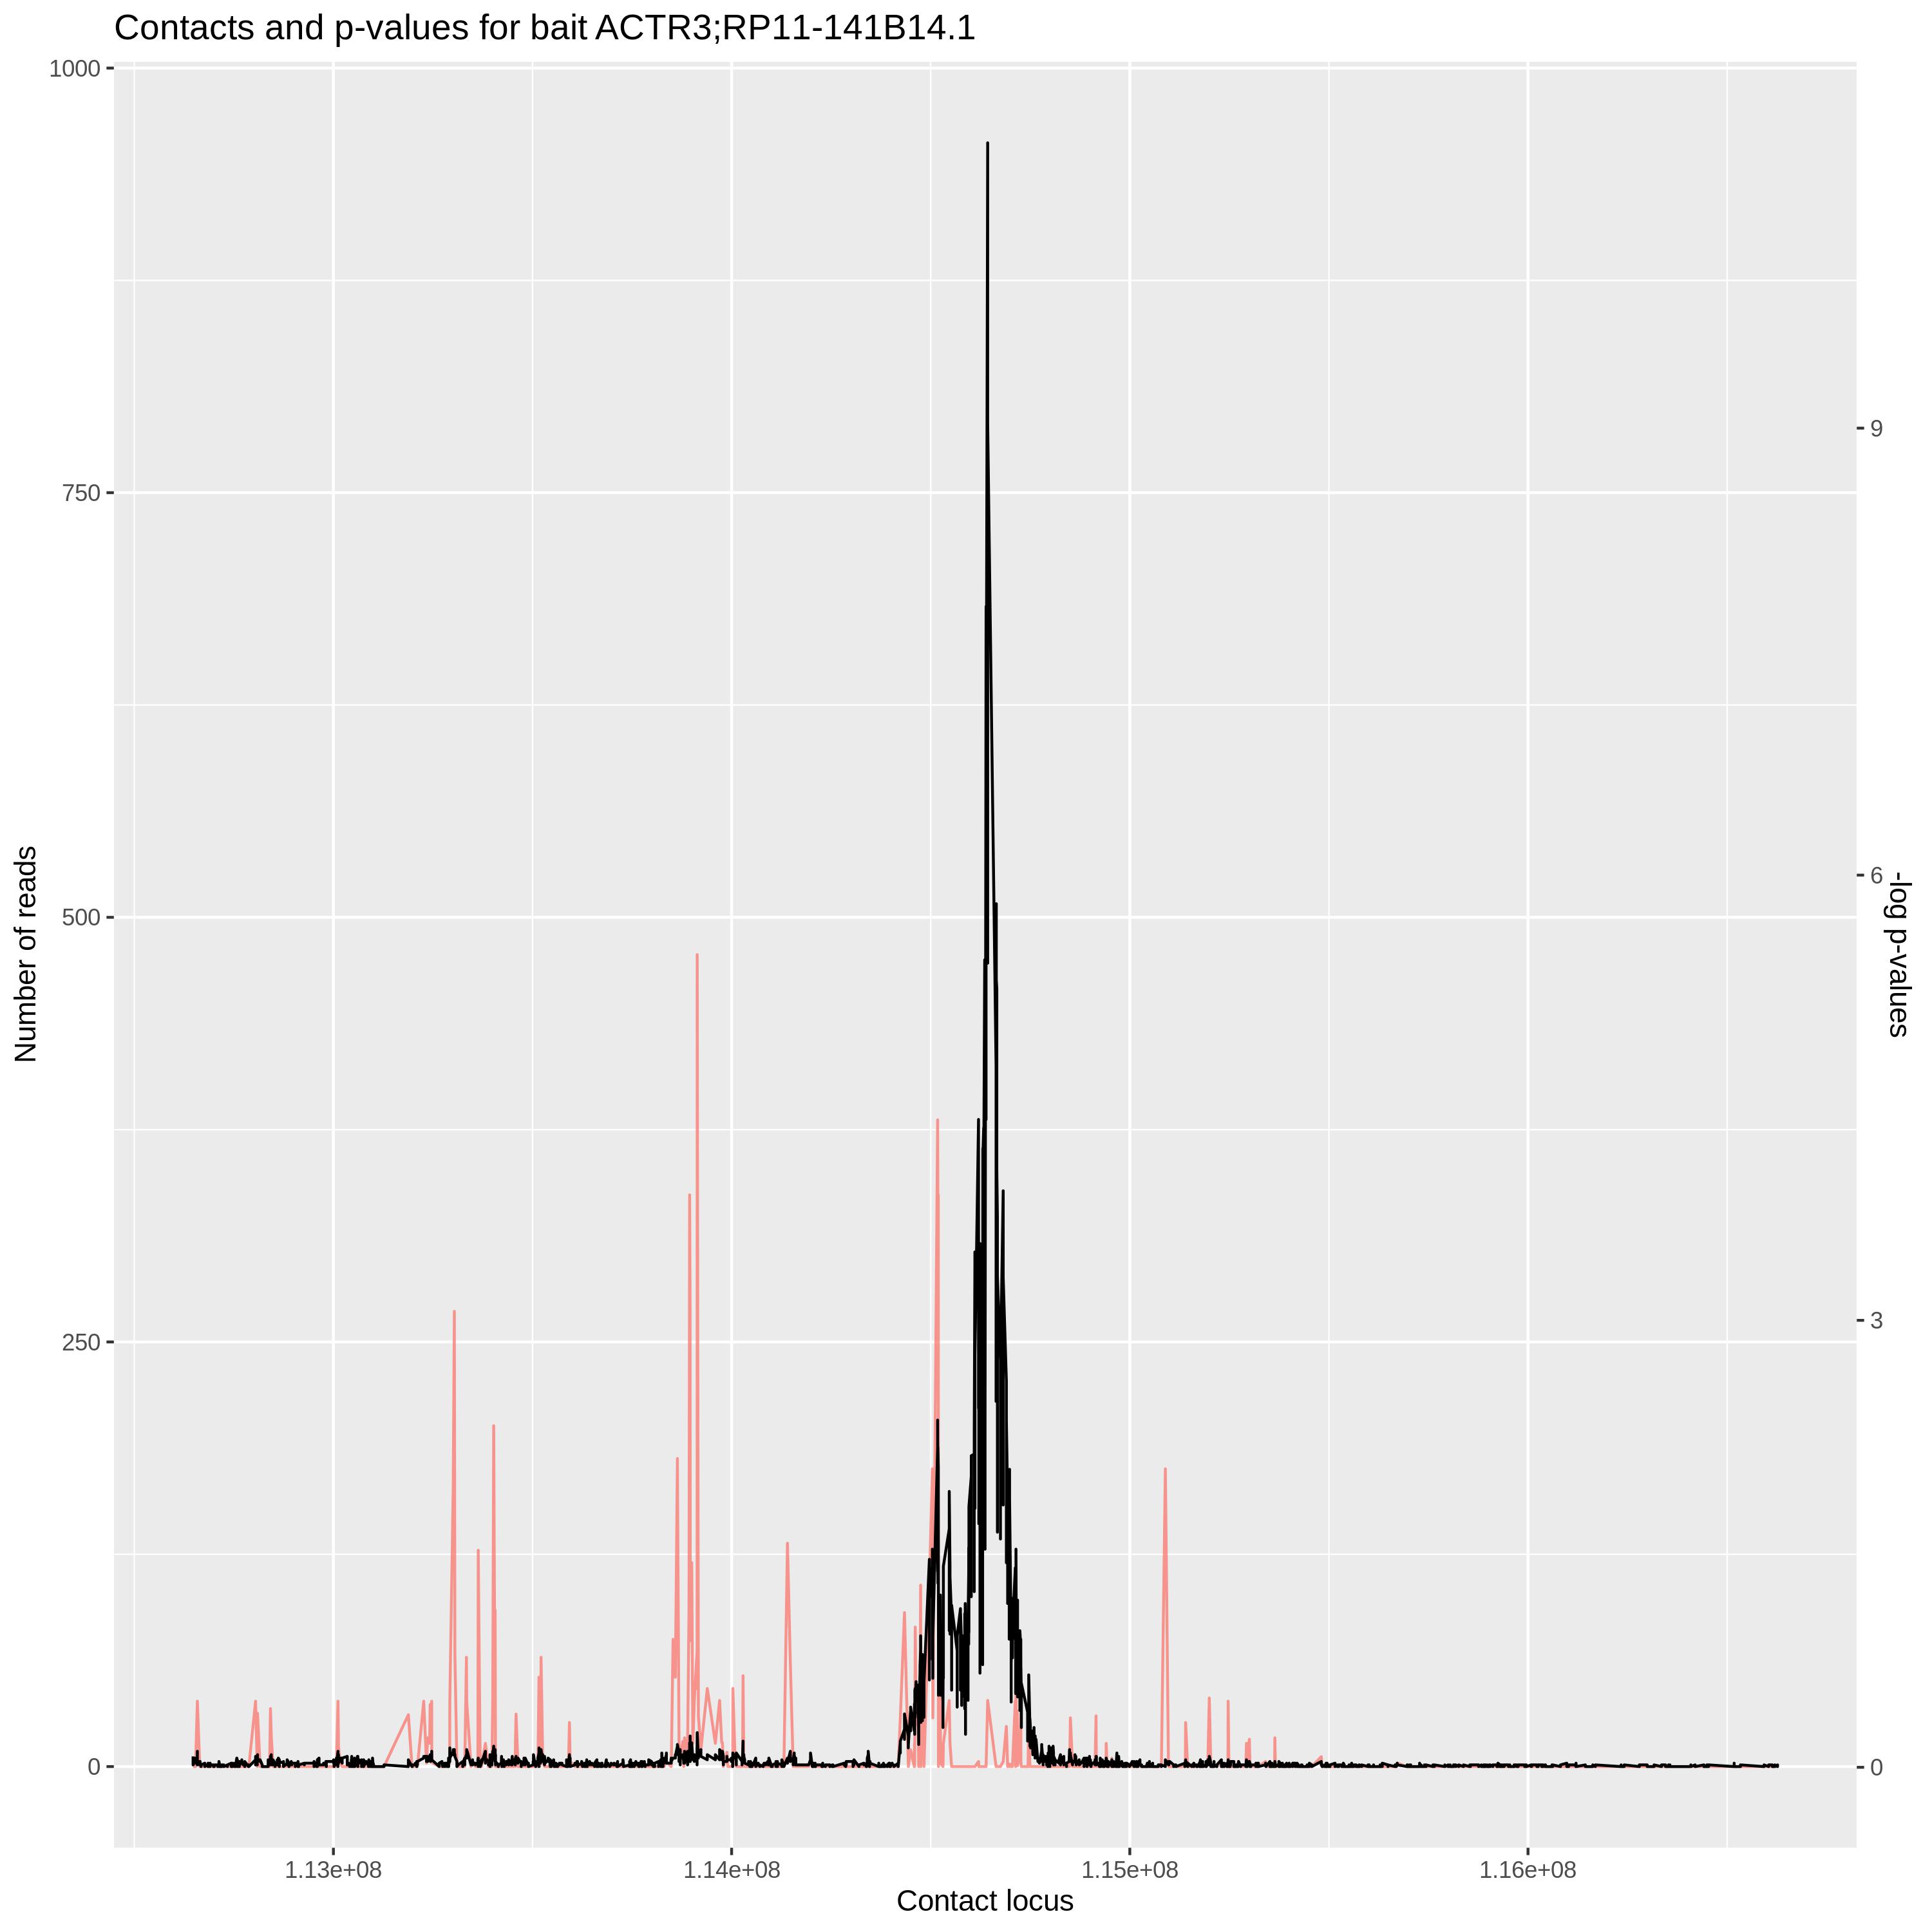 Contacts and p-values for bait ACTR3;RP11-141B14.1
1000
750
500
250
0
Number of reads
9
6
3
0
-log p-values
1.13e+08
1.14e+08
1.15e+08
1.16e+08
Contact locus